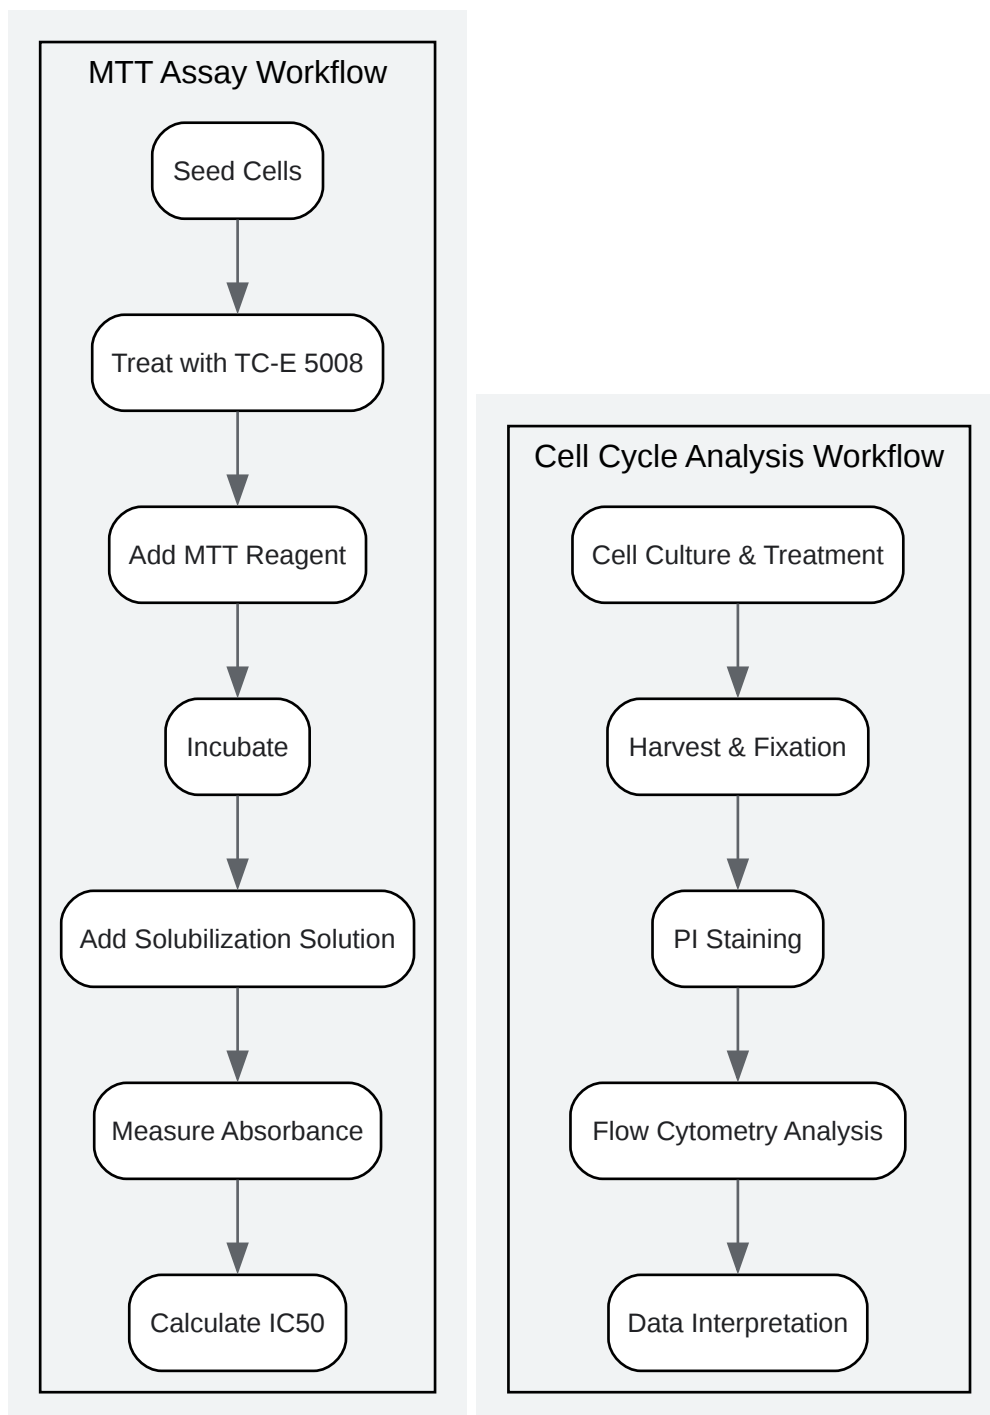 MTT Assay Workflow
Seed Cells
Treat with TC-E 5008
Add MTT Reagent
Incubate
Add Solubilization Solution
Measure Absorbance
Calculate IC50
Cell Cycle Analysis Workflow
Cell Culture & Treatment
Harvest & Fixation
PI Staining
Flow Cytometry Analysis
Data Interpretation